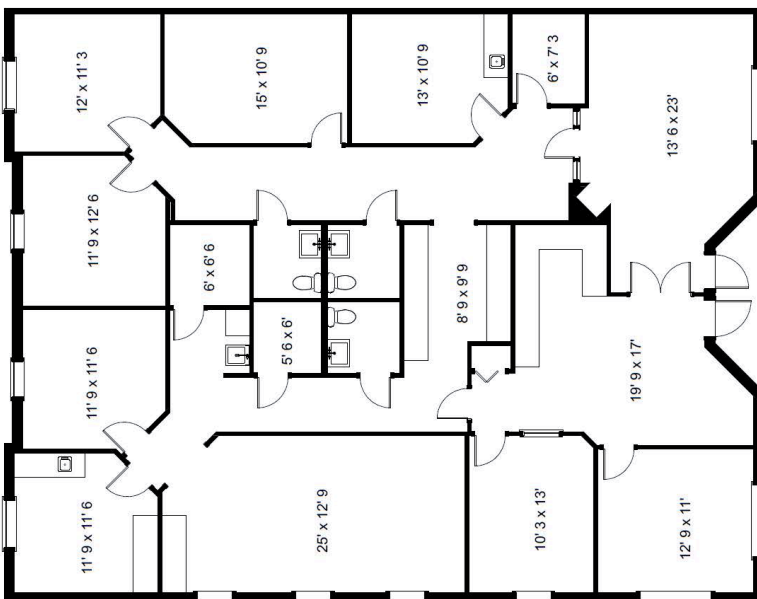 12' x 11' 3
15' x 10' 9
13' x 10' 9
6' x 7' 3
13' 6 x 23'
11' 9 x 12' 6
6' x 6' 6
8' 9 x 9' 9
5' 6 x 6'
11' 9 x 11' 6
19' 9 x 17'
11' 9 x 11' 6
25' x 12' 9
10' 3 x 13'
12' 9 x 11'